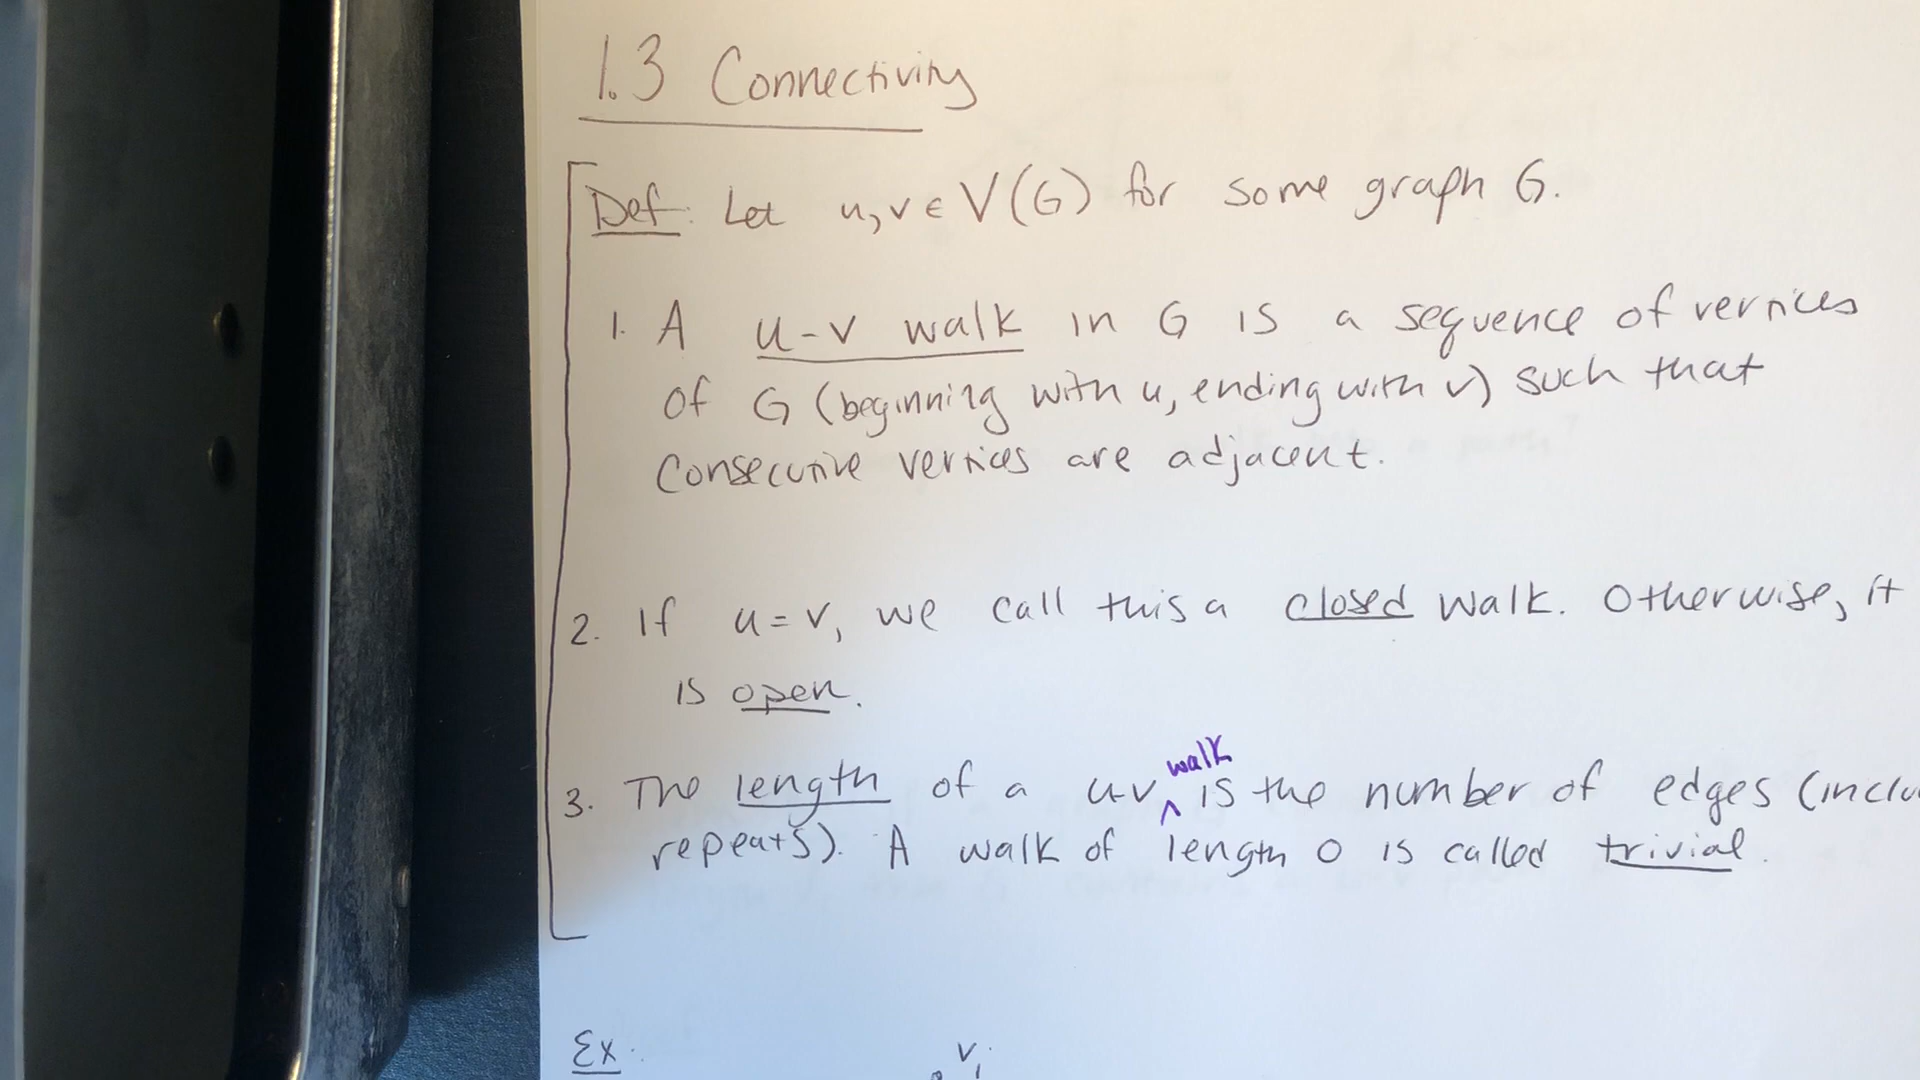 1.3 Connectivity
Def: Let u, v ∈ V(G) for some graph G.
1. A u-v walk in G is a sequence of vertices
of G (beginning with u, ending with v) such that
consecutive vertices are adjacent.
2. If u = v, we call this a closed walk. Otherwise, it
is open.
walk
3. The length of a u-v ^ is the number of edges (inclu
repeats). A walk of length 0 is called trivial.
Ex:
v